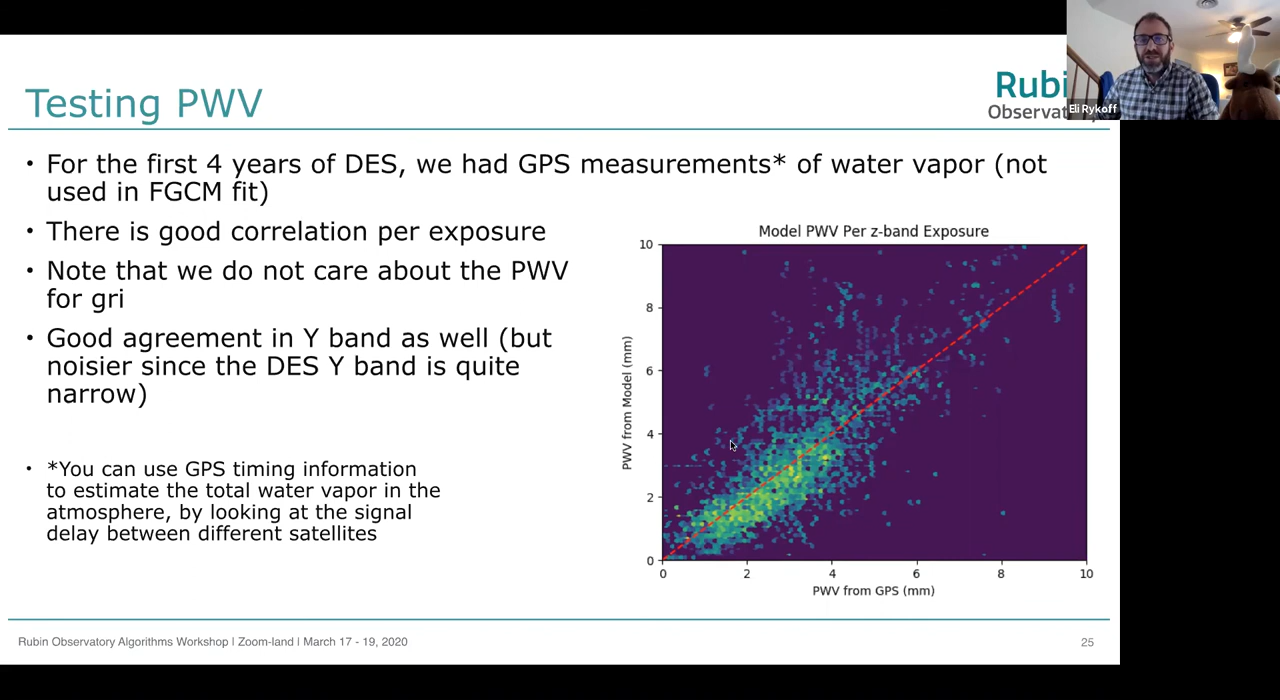 Testing PWV
Rubi
Observat
Eli Rykoff
• For the first 4 years of DES, we had GPS measurements* of water vapor (not
used in FGCM fit)
• There is good correlation per exposure
• Note that we do not care about the PWV
for gri
• Good agreement in Y band as well (but
noisier since the DES Y band is quite
narrow)
• *You can use GPS timing information
to estimate the total water vapor in the
atmosphere, by looking at the signal
delay between different satellites
Model PWV Per z-band Exposure
PWV from Model (mm)
10
8
6
4
2
0
0 2 4 6 8 10
PWV from GPS (mm)
Rubin Observatory Algorithms Workshop | Zoom-land | March 17 - 19, 2020
25